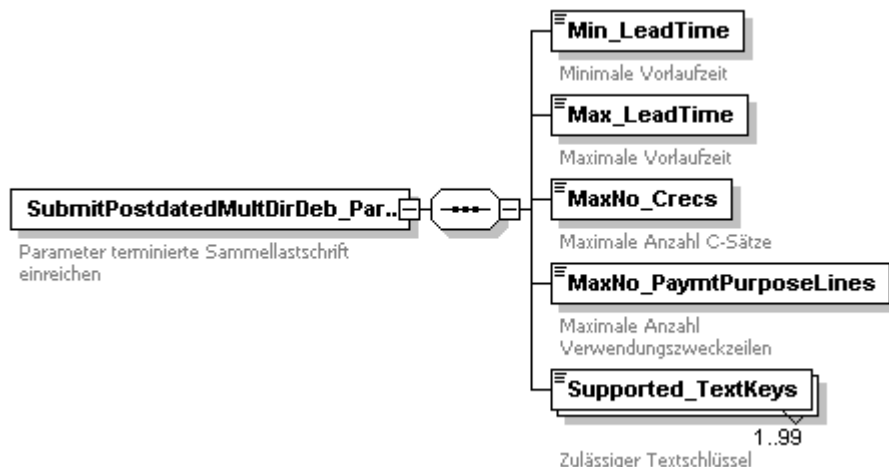 Min_LeadTime
Minimale Vorlaufzeit
Max_LeadTime
Maximale Vorlaufzeit
MaxNo_Crecs
Maximale Anzahl C-Sätze
SubmitPostdatedMultDirDeb_Par..
Parameter terminierte Sammellastschrift
einreichen
MaxNo_PaymtPurposeLines
Maximale Anzahl
Verwendungszweckzeilen
Supported_TextKeys
1..99
Zulässiger Textschlüssel